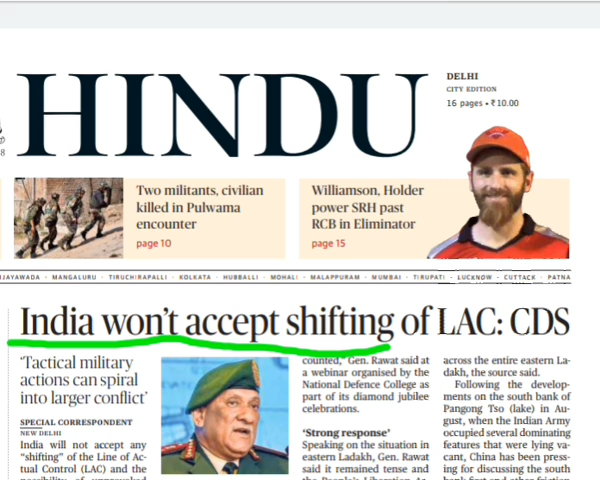 HINDU
DELHI
CITY EDITION
16 pages • ₹10.00
Two militants, civilian
killed in Pulwama
encounter
page 10
Williamson, Holder
power SRH past
RCB in Eliminator
page 15
MANGALURU · TIRUCHIRAPALLI · KOLKATA · HUBBALLI · MOHALI · MALAPPURAM · MUMBAI · TIRUPATI · LUCKNOW · CUTTACK · PATNA
India won't accept shifting of LAC: CDS
‘Tactical military
actions can spiral
into larger conflict’
SPECIAL CORRESPONDENT
NEW DELHI
India will not accept any
“shifting” of the Line of Ac-
tual Control (LAC) and the
counted,” Gen. Rawat said at
a webinar organised by the
National Defence College as
part of its diamond jubilee
celebrations.
‘Strong response’
Speaking on the situation in
eastern Ladakh, Gen. Rawat
said it remained tense and
across the entire eastern La-
dakh, the source said.
Following the develop-
ments on the south bank of
Pangong Tso (lake) in Au-
gust, when the Indian Army
occupied several dominating
features that were lying va-
cant, China has been press-
ing for discussing the south